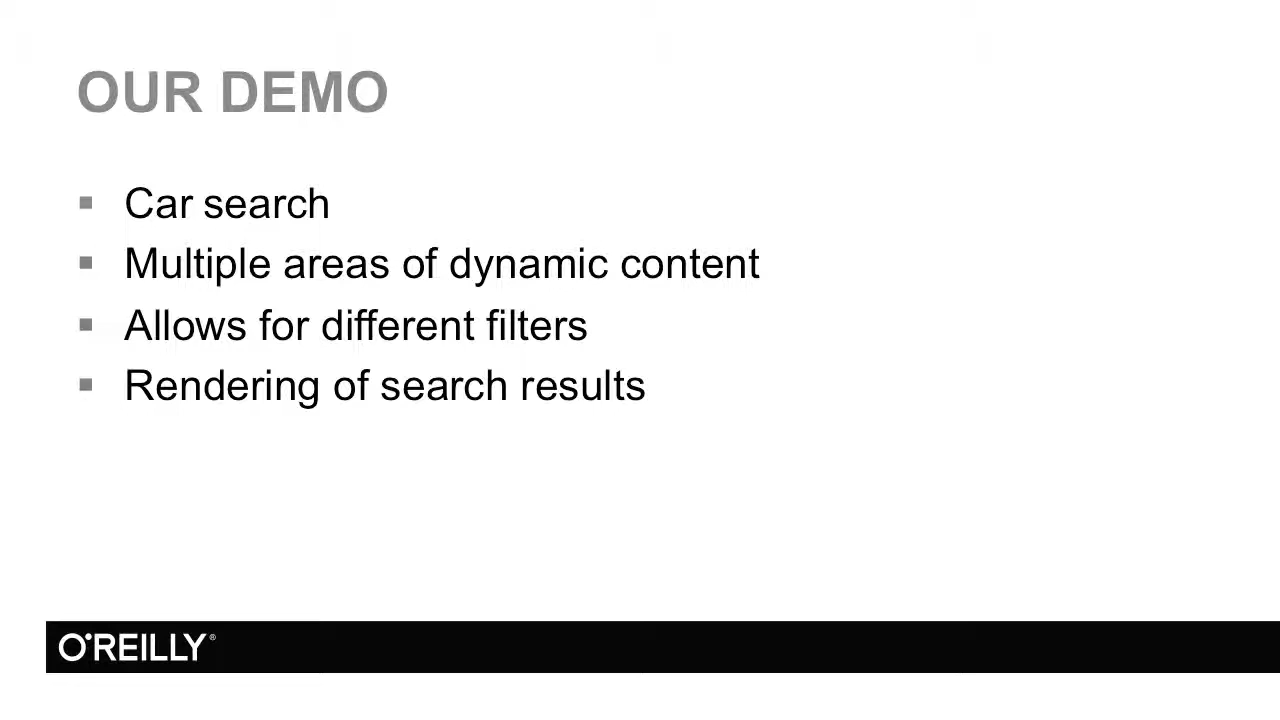 OUR DEMO
Car search
Multiple areas of dynamic content
Allows for different filters
Rendering of search results
O'REILLY®